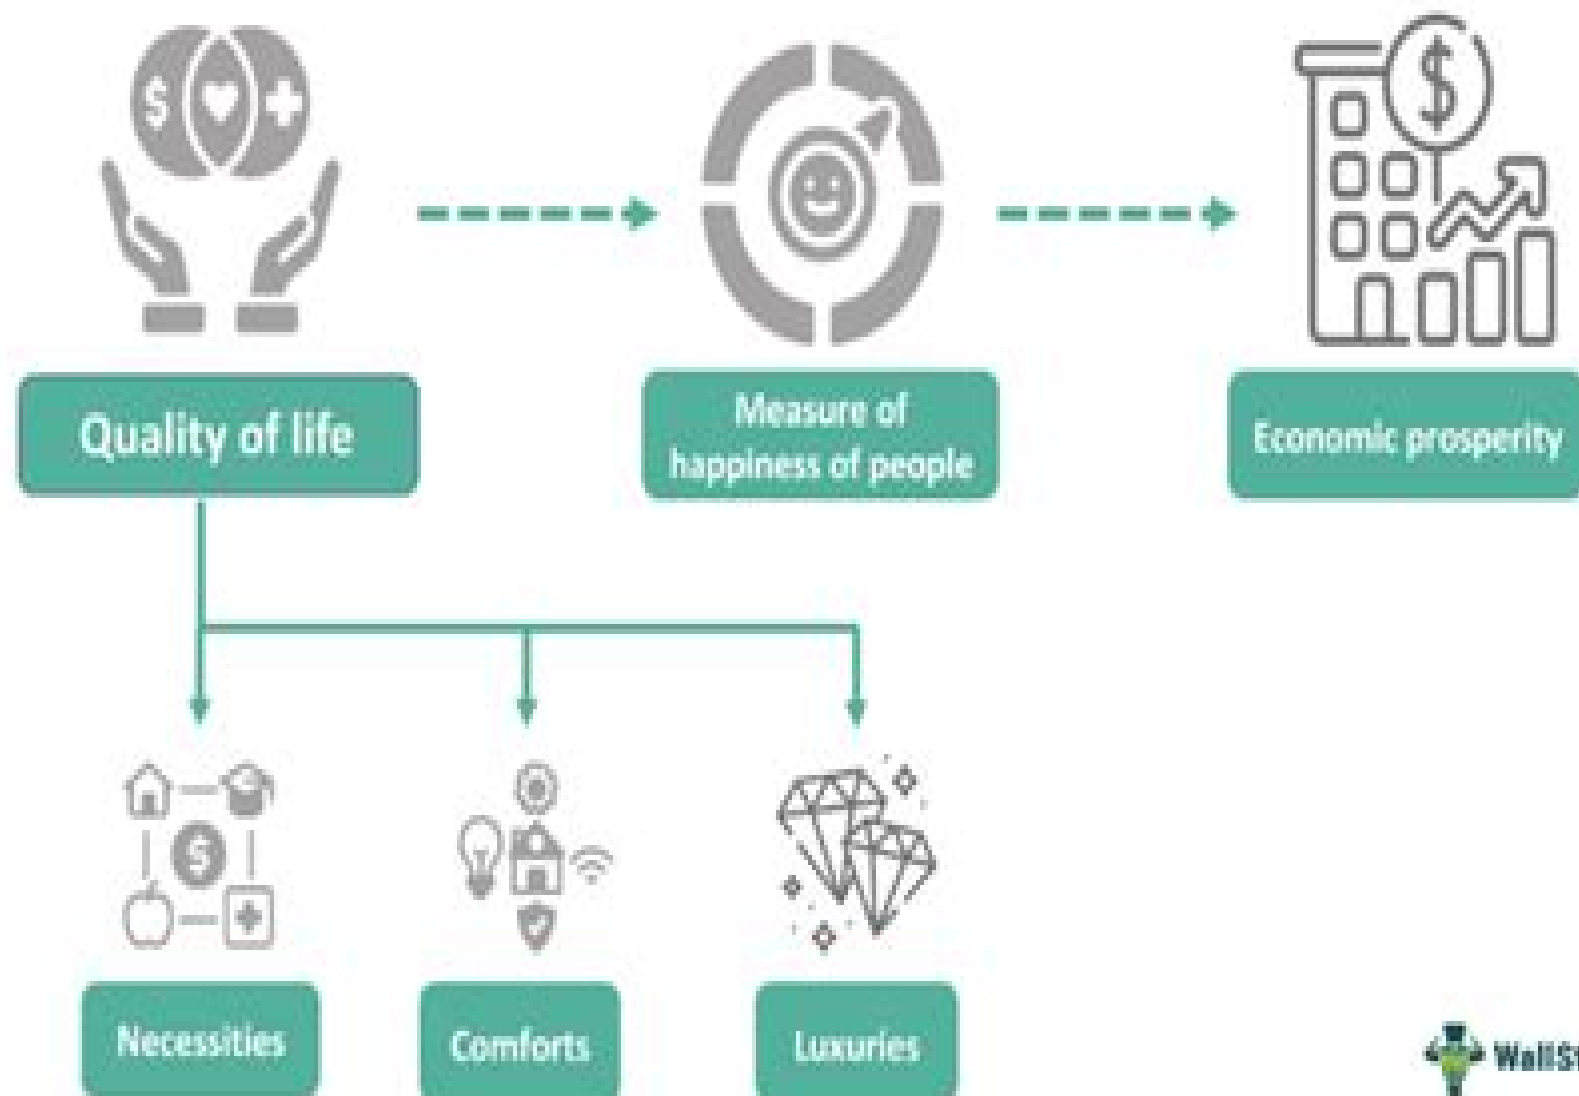 Quality of life
Measure of
happiness of people
Economic prosperity
Necessities
Comforts
Luxuries